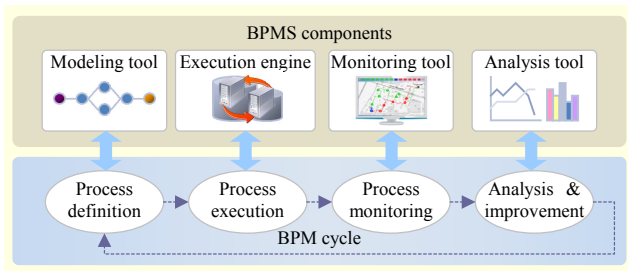 BPMS components
Modeling tool
Execution engine
Monitoring tool
Analysis tool
Process
definition
Process
execution
Process
monitoring
Analysis &
improvement
BPM cycle